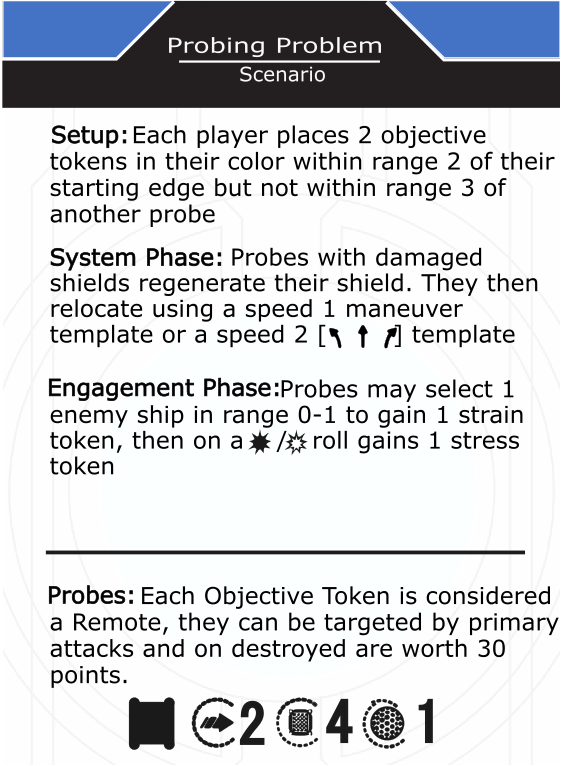 Probing Problem
Scenario
Setup: Each player places 2 objective
tokens in their color within range 2 of their
starting edge but not within range 3 of
another probe
System Phase: Probes with damaged
shields regenerate their shield. They then
relocate using a speed 1 maneuver
template or a speed 2 [ ] template
Engagement Phase:Probes may select 1
enemy ship in range 0-1 to gain 1 strain
token, then on a / roll gains 1 stress
token
Probes: Each Objective Token is considered
a Remote, they can be targeted by primary
attacks and on destroyed are worth 30
points.
2 4 1